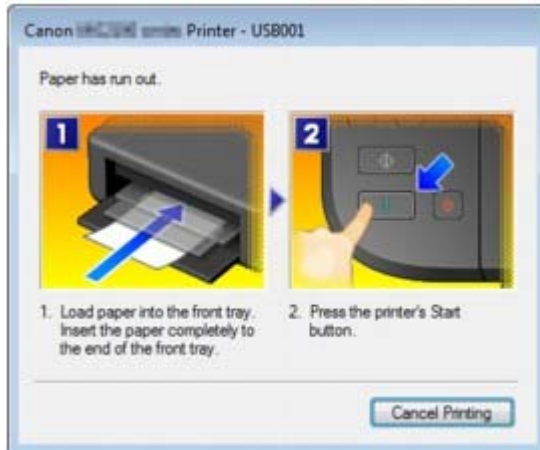 Canon Printer - USB001
Paper has run out.
1
2
1. Load paper into the front tray.
Insert the paper completely to
the end of the front tray.
2. Press the printer's Start
button.
Cancel Printing